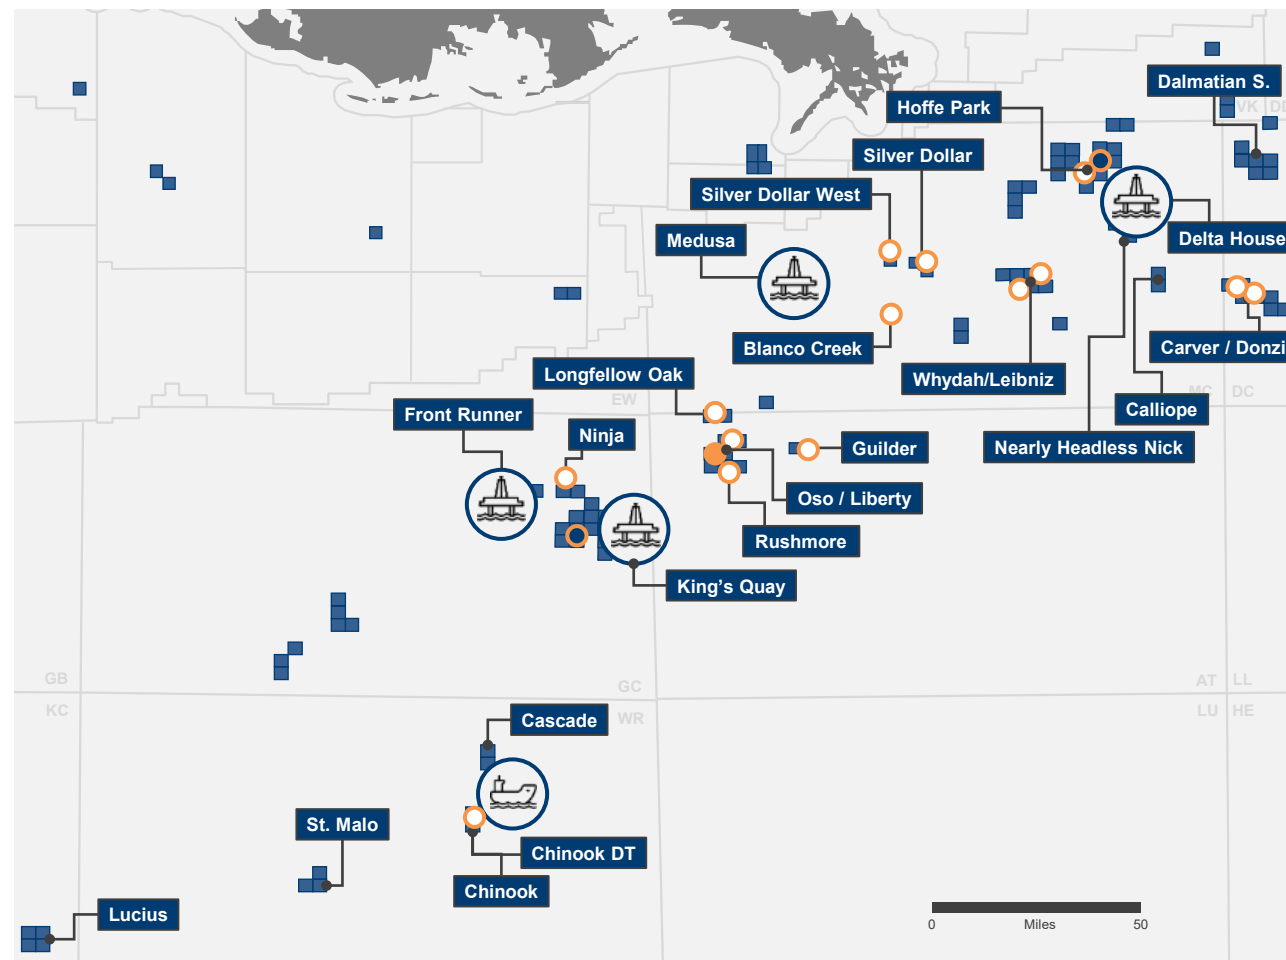 Dalmatian S.
Hoffe Park
VK
Silver Dollar
Silver Dollar West
Medusa
Delta House
Blanco Creek
Carver / Donzi
Longfellow Oak
Whydah/Leibniz
MC
DC
EW
Front Runner
Calliope
Ninja
Guilder
Nearly Headless Nick
Oso / Liberty
Rushmore
King’s Quay
GB
GC
AT
LL
KC
WR
LU
HE
Cascade
St. Malo
Chinook DT
Chinook
Lucius
0
Miles
50